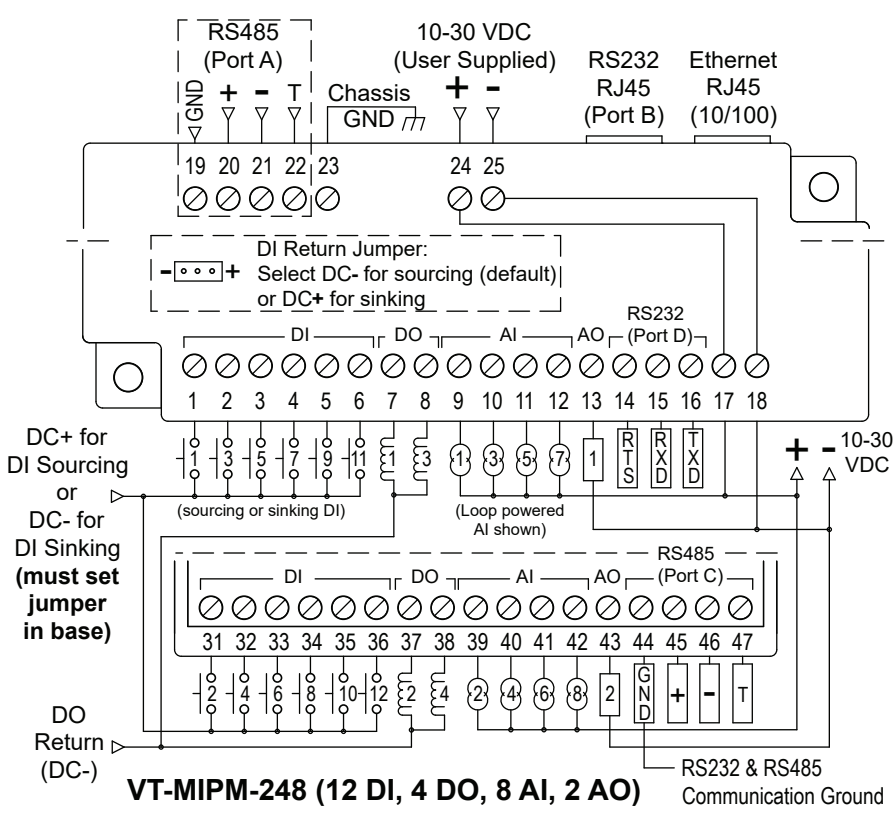 RS485
(Port A)
10-30 VDC
(User Supplied)
RS232
RJ45
(Port B)
Ethernet
RJ45
(10/100)
GND + - T
Chassis
GND
+ -
19 20 21 22 23 24 25
DI Return Jumper:
- + Select DC- for sourcing (default)
or DC+ for sinking
DI DO AI AO RS232
(Port D)
1 2 3 4 5 6 7 8 9 10 11 12 13 14 15 16 17 18
1 3 5 7 9 11 1 3 1 3 5 7 1 RTS RXD TXD
+ - 10-30
VDC
DC+ for
DI Sourcing
or
DC- for
DI Sinking
(must set
jumper
in base)
(sourcing or sinking DI)
(Loop powered
AI shown)
DI DO AI AO RS485
(Port C)
31 32 33 34 35 36 37 38 39 40 41 42 43 44 45 46 47
2 4 6 8 10 12 2 4 2 4 6 8 2 GND + - T
DO
Return
(DC-)
RS232 & RS485
Communication Ground
VT-MIPM-248 (12 DI, 4 DO, 8 AI, 2 AO)